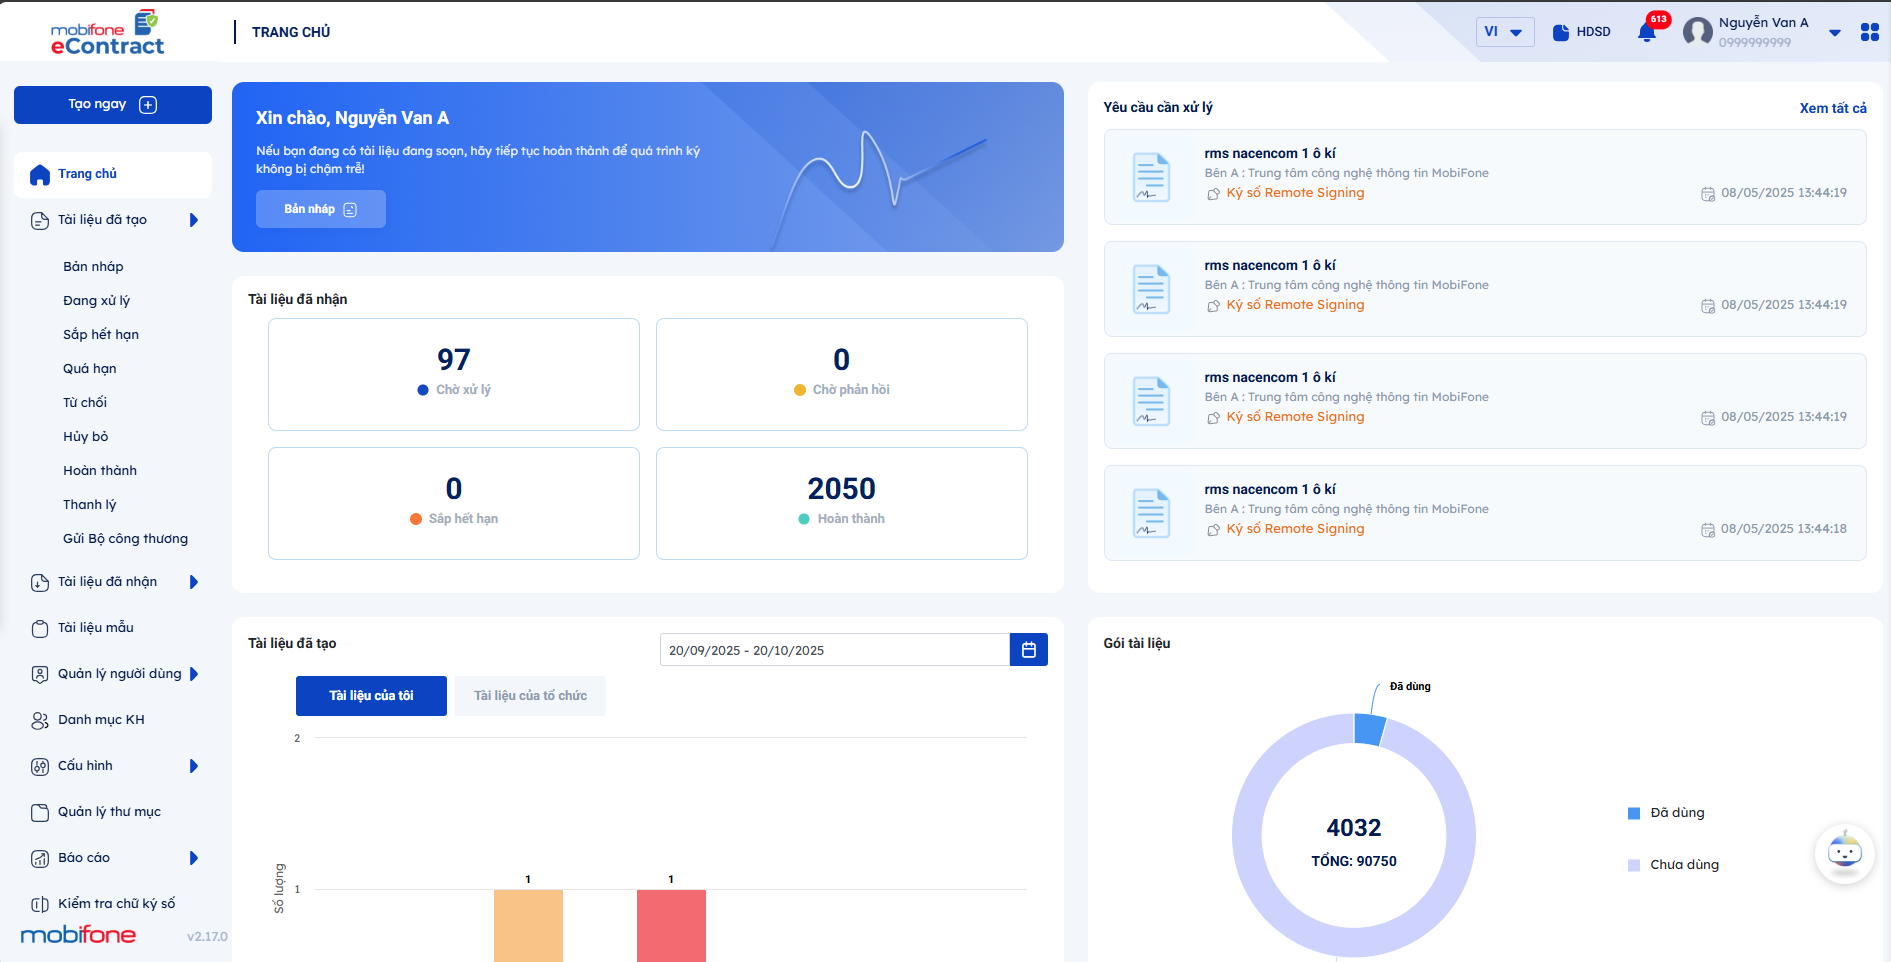 mobifone
eContract
TRANG CHỦ
VI
HDSD
613
Nguyễn Van A
0999999999
Tạo ngay
Trang chủ
Tài liệu đã tạo
Bản nháp
Đang xử lý
Sắp hết hạn
Quá hạn
Từ chối
Hủy bỏ
Hoàn thành
Thanh lý
Gửi Bộ công thương
Tài liệu đã nhận
Tài liệu mẫu
Quản lý người dùng
Danh mục KH
Cấu hình
Quản lý thư mục
Báo cáo
Kiểm tra chữ ký số
mobifone
v2.17.0
Xin chào, Nguyễn Van A
Nếu bạn đang có tài liệu đang soạn, hãy tiếp tục hoàn thành để quá trình ký
không bị chậm trễ!
Bản nháp
Tài liệu đã nhận
97
Chờ xử lý
0
Chờ phản hồi
0
Sắp hết hạn
2050
Hoàn thành
Yêu cầu cần xử lý
Xem tất cả
rms nacencom 1 ô kí
Bên A : Trung tâm công nghệ thông tin MobiFone
Ký số Remote Signing
08/05/2025 13:44:19
rms nacencom 1 ô kí
Bên A : Trung tâm công nghệ thông tin MobiFone
Ký số Remote Signing
08/05/2025 13:44:19
rms nacencom 1 ô kí
Bên A : Trung tâm công nghệ thông tin MobiFone
Ký số Remote Signing
08/05/2025 13:44:19
rms nacencom 1 ô kí
Bên A : Trung tâm công nghệ thông tin MobiFone
Ký số Remote Signing
08/05/2025 13:44:18
Tài liệu đã tạo
20/09/2025 - 20/10/2025
Tài liệu của tôi
Tài liệu của tổ chức
2
1
Số lượng
1
1
Gói tài liệu
Đã dùng
4032
TỔNG: 90750
Đã dùng
Chưa dùng